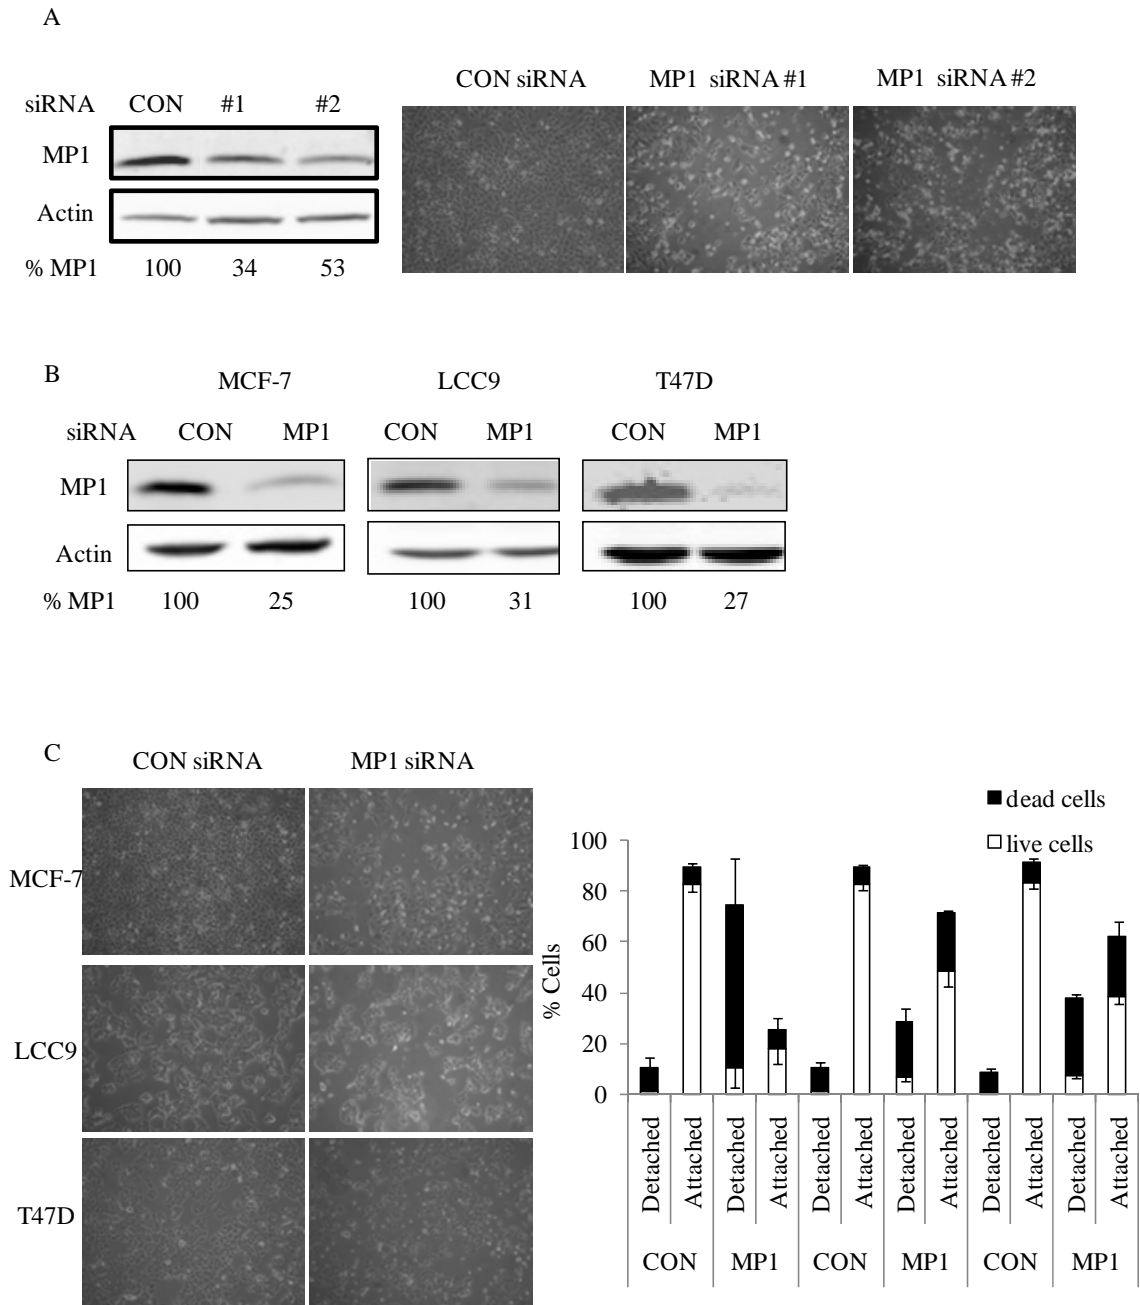 A
CON siRNA MP1 siRNA #1 MP1 siRNA #2
siRNA CON #1 #2
MP1
Actin
% MP1 100 34 53
B
MCF-7 LCC9 T47D
siRNA CON MP1 CON MP1 CON MP1
MP1
Actin
% MP1 100 25 100 31 100 27
C
CON siRNA MP1 siRNA
MCF-7
LCC9
T47D
dead cells
live cells
% Cells
100
80
60
40
20
0
Detached Attached Detached Attached Detached Attached Detached Attached Detached Attached Detached Attached
CON MP1 CON MP1 CON MP1